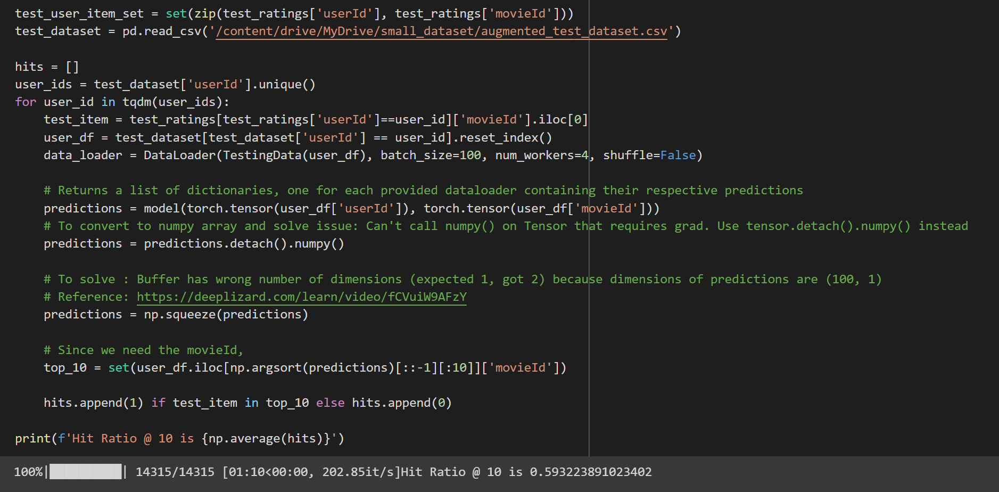 test_user_item_set = set(zip(test_ratings['userId'], test_ratings['movieId']))
test_dataset = pd.read_csv('/content/drive/MyDrive/small_dataset/augmented_test_dataset.csv')
hits = []
user_ids = test_dataset['userId'].unique()
for user_id in tqdm(user_ids):
    test_item = test_ratings[test_ratings['userId']==user_id]['movieId'].iloc[0]
    user_df = test_dataset[test_dataset['userId'] == user_id].reset_index()
    data_loader = DataLoader(TestingData(user_df), batch_size=100, num_workers=4, shuffle=False)
    # Returns a list of dictionaries, one for each provided dataloader containing their respective predictions
    predictions = model(torch.tensor(user_df['userId']), torch.tensor(user_df['movieId']))
    # To convert to numpy array and solve issue: Can't call numpy() on Tensor that requires grad. Use tensor.detach().numpy() instead
    predictions = predictions.detach().numpy()
    # To solve : Buffer has wrong number of dimensions (expected 1, got 2) because dimensions of predictions are (100, 1)
    # Reference: https://deeplizard.com/learn/video/fCVuiW9AFzY
    predictions = np.squeeze(predictions)
    # Since we need the movieId,
    top_10 = set(user_df.iloc[np.argsort(predictions)[::-1][:10]]['movieId'])
    hits.append(1) if test_item in top_10 else hits.append(0)
print(f'Hit Ratio @ 10 is {np.average(hits)}')
100%|██████████| 14315/14315 [01:10<00:00, 202.85it/s]Hit Ratio @ 10 is 0.593223891023402